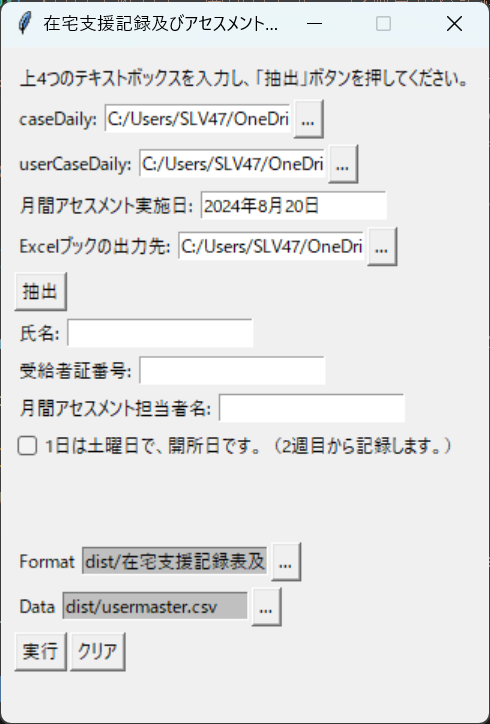 在宅支援記録及びアセスメント...
上4つのテキストボックスを入力し、「抽出」ボタンを押してください。
caseDaily: C:/Users/SLV47/OneDri ...
userCaseDaily: C:/Users/SLV47/OneDri ...
月間アセスメント実施日: 2024年8月20日
Excelブックの出力先: C:/Users/SLV47/OneDri ...
抽出
氏名:
受給者証番号:
月間アセスメント担当者名:
1日は土曜日で、開所日です。（2週目から記録します。）
Format dist/在宅支援記録表及 ...
Data dist/usermaster.csv ...
実行 クリア